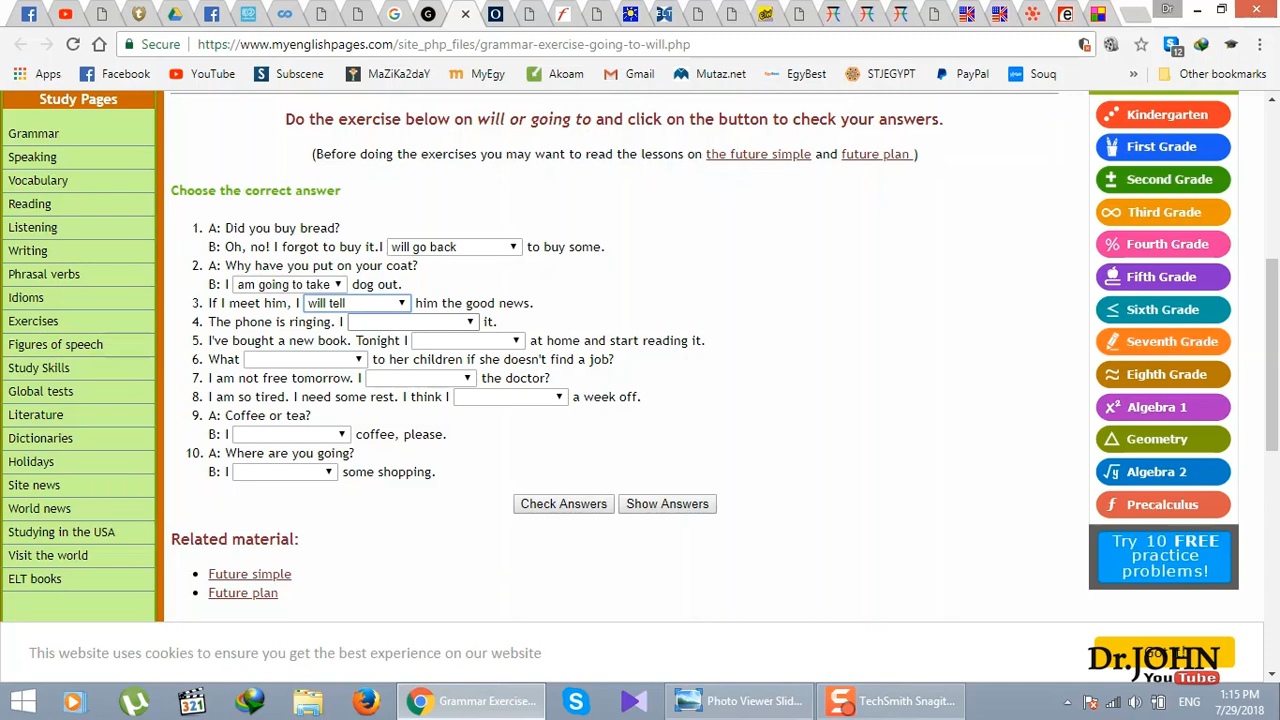 Dr
Secure
https://www.myenglishpages.com/site_php_files/grammar-exercise-going-to-will.php
12
Apps Facebook YouTube Subscene MaZiKa2daY MyEgy Akoam Gmail Mutaz.net EgyBest STJEGYPT PayPal Souq » Other bookmarks
Study Pages
Grammar
Speaking
Vocabulary
Reading
Listening
Writing
Phrasal verbs
Idioms
Exercises
Figures of speech
Study Skills
Global tests
Literature
Dictionaries
Holidays
Site news
World news
Studying in the USA
Visit the world
ELT books
Do the exercise below on will or going to and click on the button to check your answers.
(Before doing the exercises you may want to read the lessons on the future simple and future plan )
Choose the correct answer
1. A: Did you buy bread?
B: Oh, no! I forgot to buy it.I will go back to buy some.
2. A: Why have you put on your coat?
B: I am going to take dog out.
3. If I meet him, I will tell him the good news.
4. The phone is ringing. I it.
5. I've bought a new book. Tonight I at home and start reading it.
6. What to her children if she doesn't find a job?
7. I am not free tomorrow. I the doctor?
8. I am so tired. I need some rest. I think I a week off.
9. A: Coffee or tea?
B: I coffee, please.
10. A: Where are you going?
B: I some shopping.
Check Answers Show Answers
Related material:
• Future simple
• Future plan
Kindergarten
First Grade
Second Grade
Third Grade
% Fourth Grade
Fifth Grade
≤ Sixth Grade
Seventh Grade
≈ Eighth Grade
x² Algebra 1
Geometry
√y Algebra 2
f Precalculus
Try 10 FREE
practice
problems!
This website uses cookies to ensure you get the best experience on our website
Dr.JOHN
YouTube
321
Grammar Exercise...
Photo Viewer Slid...
TechSmith Snagit...
ENG
1:15 PM
7/29/2018